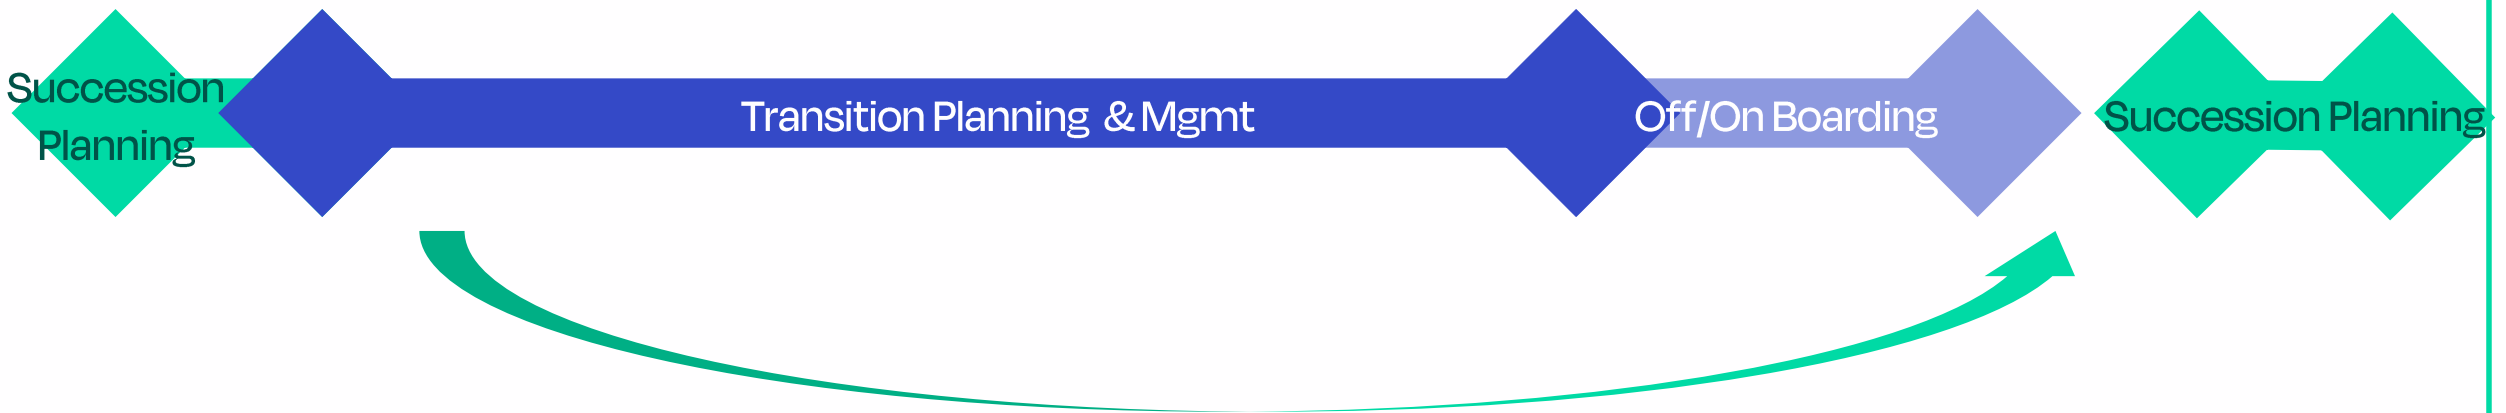 Succession
Planning
Transition Planning & Mgmt
Off/On Boarding
Succession Planning